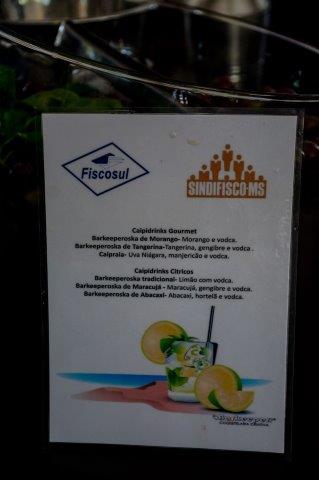 Fiscosul
SINDIFISCO-MS
Caipidrinks Gourmet
Barkeeperoska de Morango- Morango e vodca.
Barkeeperoska de Tangerina-Tangerina, gengibre e vodca .
Caipraia- Uva Niágara, manjericão e vodca.
Caipidrinks Cítricos
Barkeeperoska tradicional- Limão com vodca.
Barkeeperoska de Maracujá - Maracujá, gengibre e vodca.
Barkeeperoska de Abacaxi- Abacaxi, hortelã e vodca.